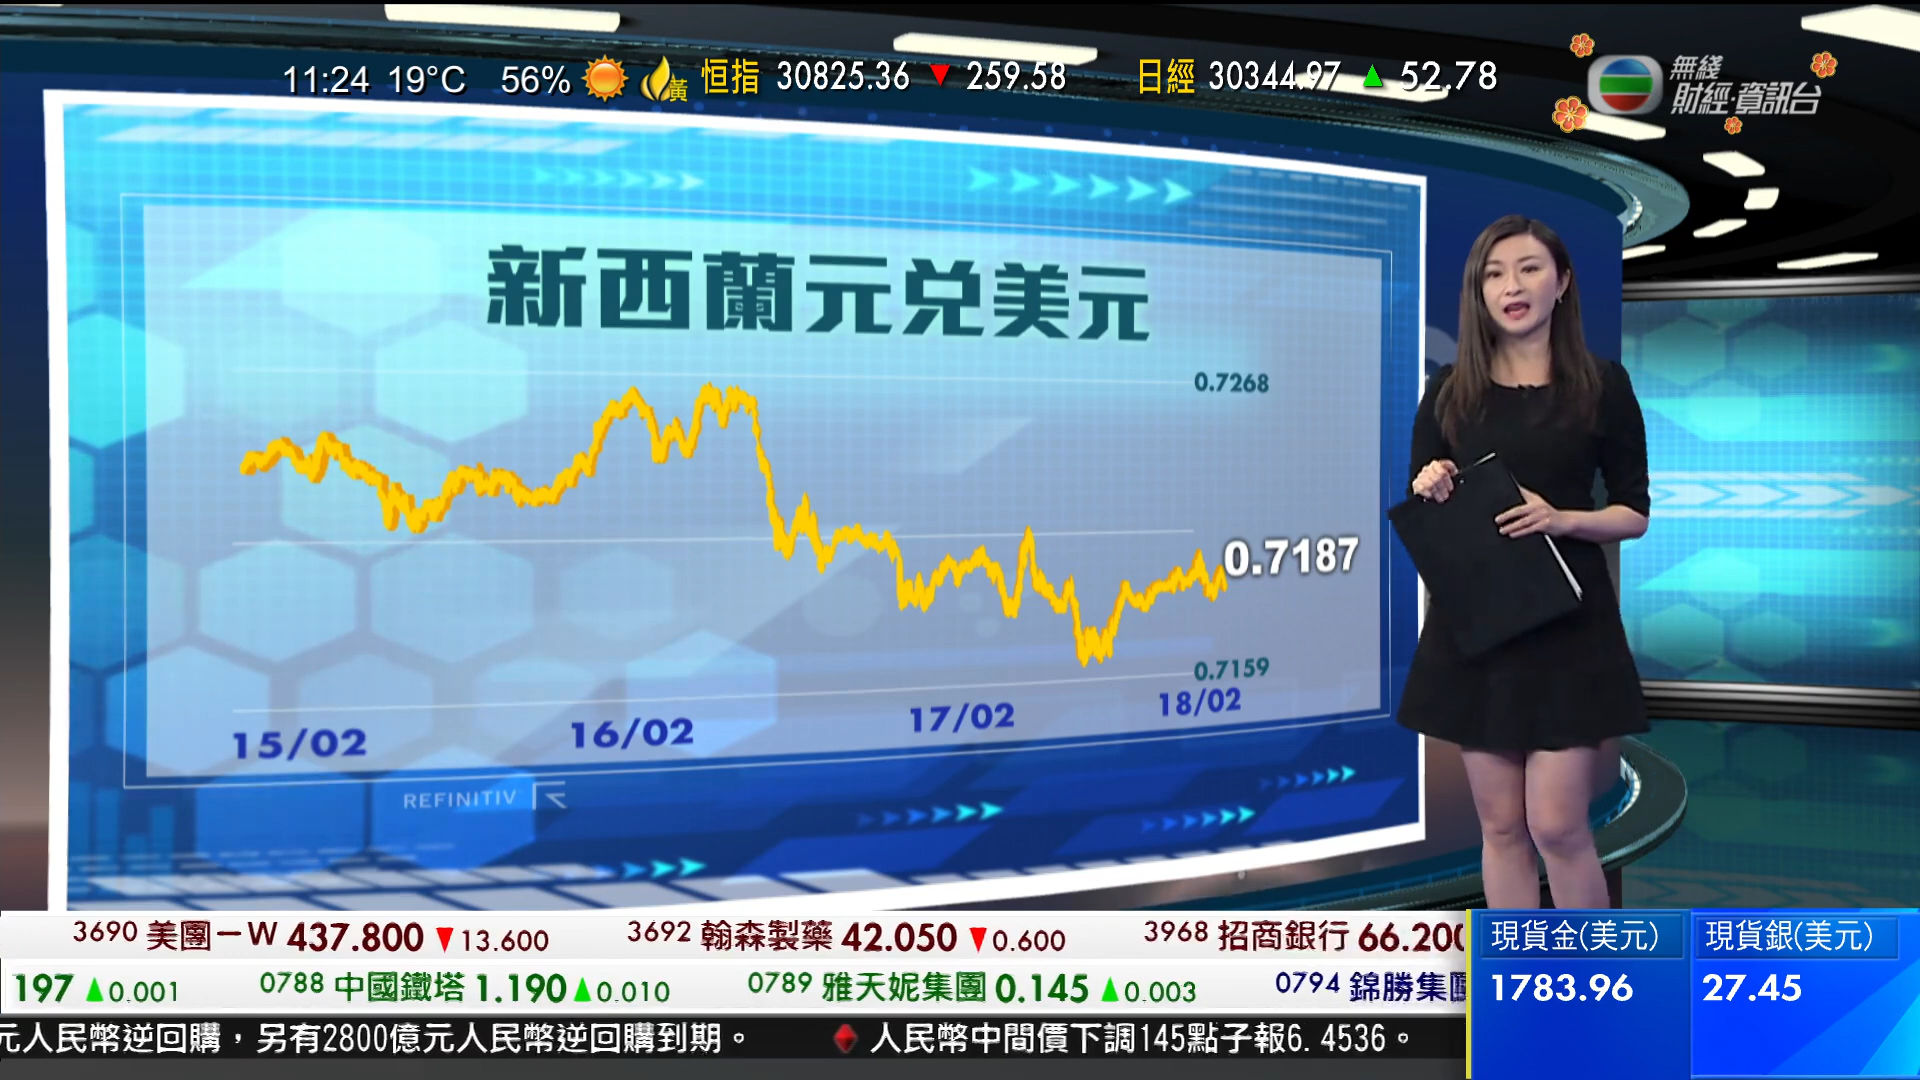 11:24 19°C 56% 黃 恒指 30825.36 ▼ 259.58 日經 30344.97 ▲ 52.78
無綫
財經·資訊台
新西蘭元兌美元
0.7268
0.7187
0.7159
15/02 16/02 17/02 18/02
REFINITIV
3690 美團－W 437.800 ▼13.600 3692 翰森製藥 42.050 ▼0.600 3968 招商銀行 66.200
197 ▲0.001 0788 中國鐵塔 1.190 ▲0.010 0789 雅天妮集團 0.145 ▲0.003 0794 錦勝集團
元人民幣逆回購，另有2800億元人民幣逆回購到期。 人民幣中間價下調145點子報6.4536。
現貨金(美元) 現貨銀(美元)
1783.96 27.45